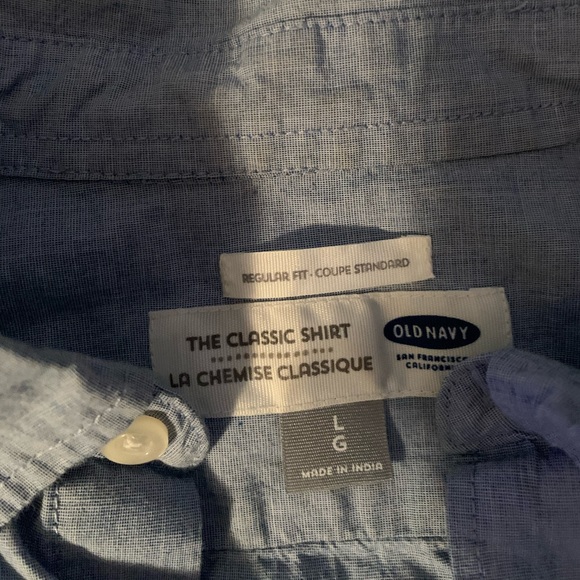 REGULAR FIT · COUPE STANDARD
THE CLASSIC SHIRT
LA CHEMISE CLASSIQUE
OLD NAVY
SAN FRANCISCO
CALIFORNIA
L
G
MADE IN INDIA